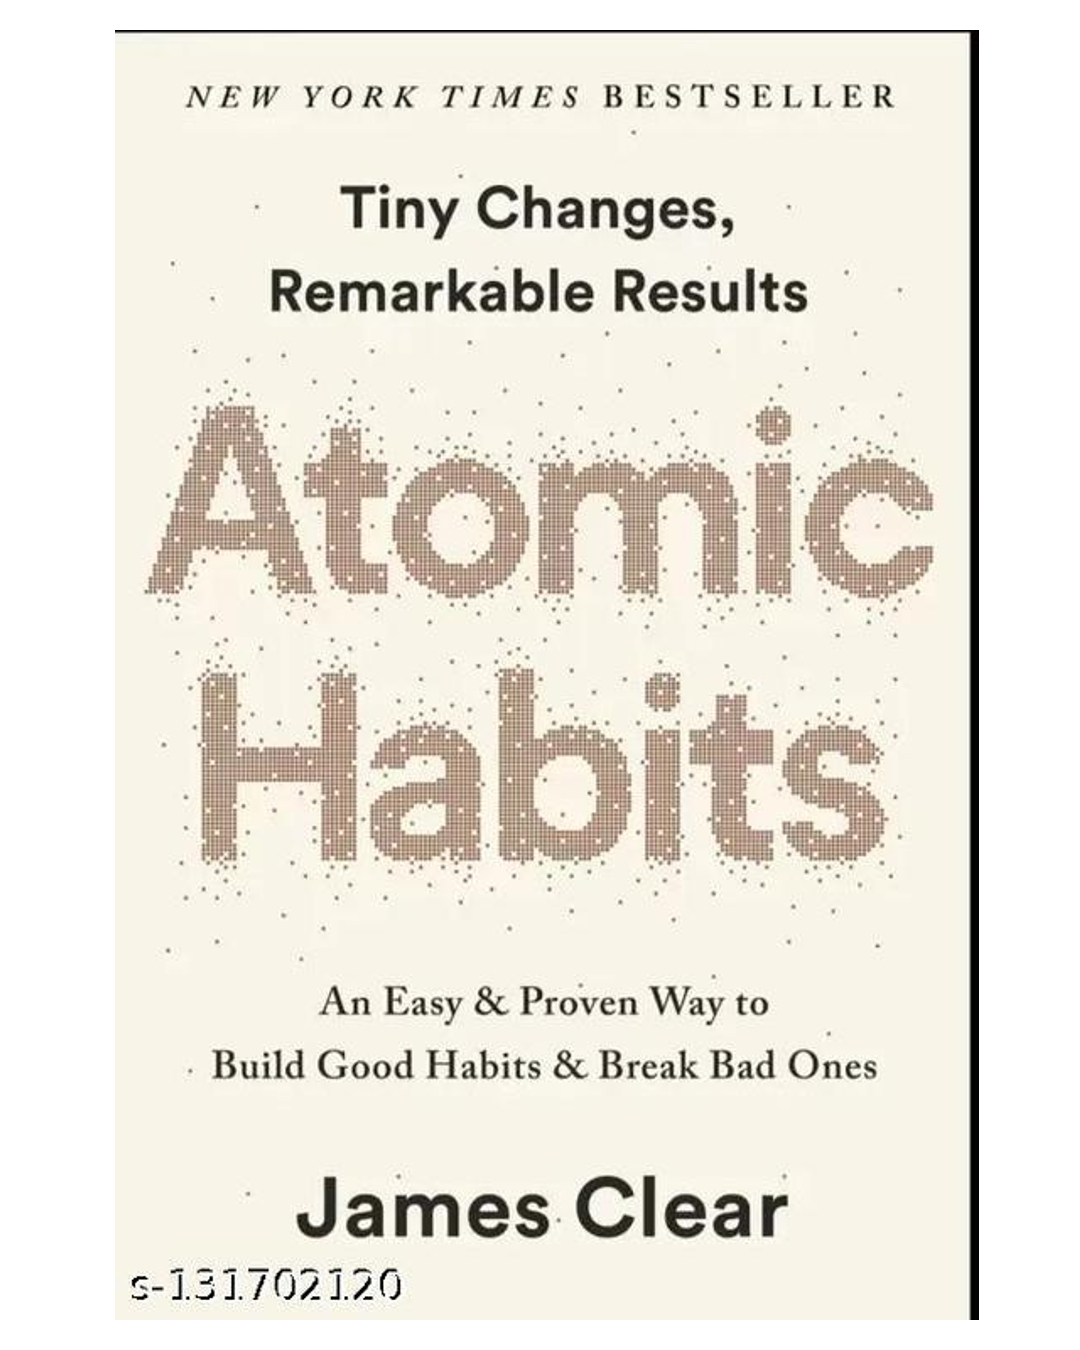 NEW YORK TIMES BESTSELLER
Tiny Changes,
Remarkable Results
Atomic
Habits
An Easy & Proven Way to
Build Good Habits & Break Bad Ones
James Clear
s-131702120